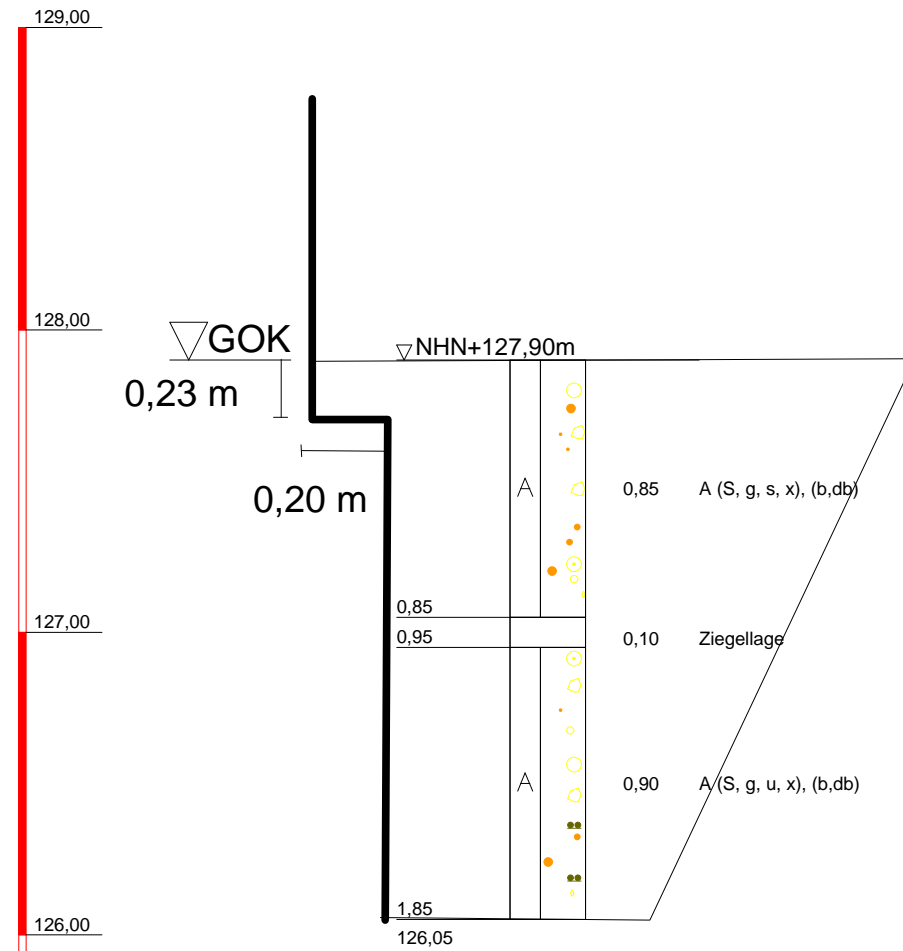 129,00
128,00
GOK
NHN+127,90m
0,23 m
0,20 m
A
0,85
A (S, g, s, x), (b,db)
0,85
127,00
0,95
0,10
Ziegellage
A
0,90
A (S, g, u, x), (b,db)
1,85
126,00
126,05